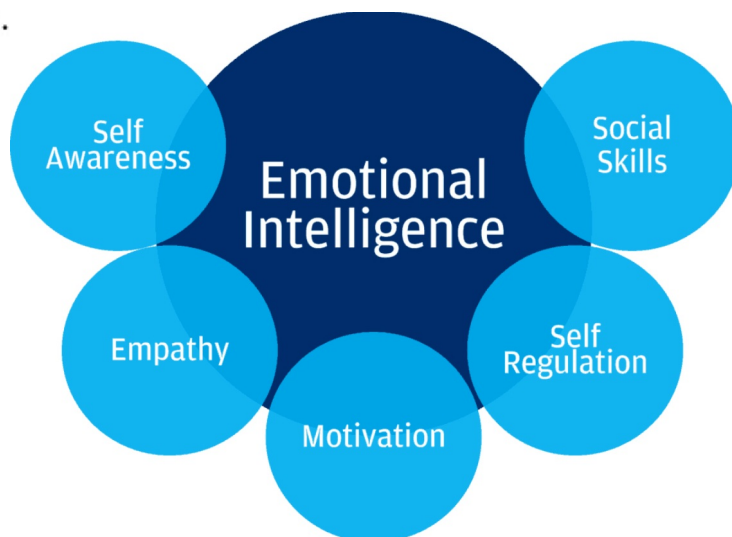 Self
Awareness
Social
Skills
Emotional
Intelligence
Empathy
Self
Regulation
Motivation